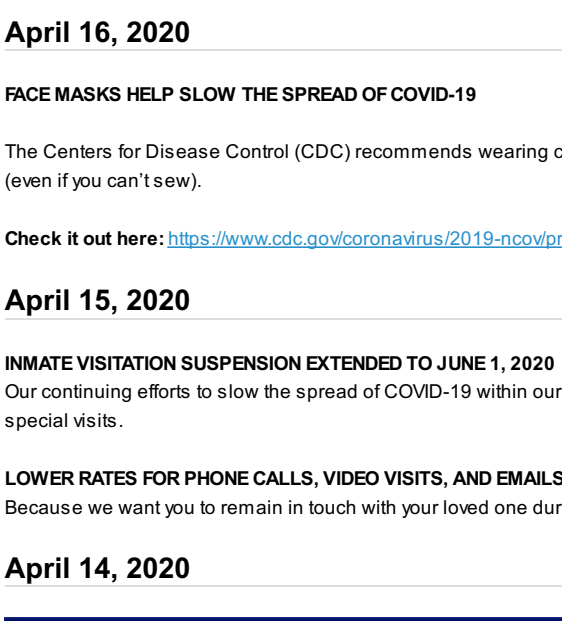 April 16, 2020
FACE MASKS HELP SLOW THE SPREAD OF COVID-19
The Centers for Disease Control (CDC) recommends wearing
(even if you can't sew).
Check it out here: https://www.cdc.gov/coronavirus/2019-ncov/pr
April 15, 2020
INMATE VISITATION SUSPENSION EXTENDED TO JUNE 1, 2020
Our continuing efforts to slow the spread of COVID-19 within our
special visits.
LOWER RATES FOR PHONE CALLS, VIDEO VISITS, AND EMAILS
Because we want you to remain in touch with your loved one
April 14, 2020